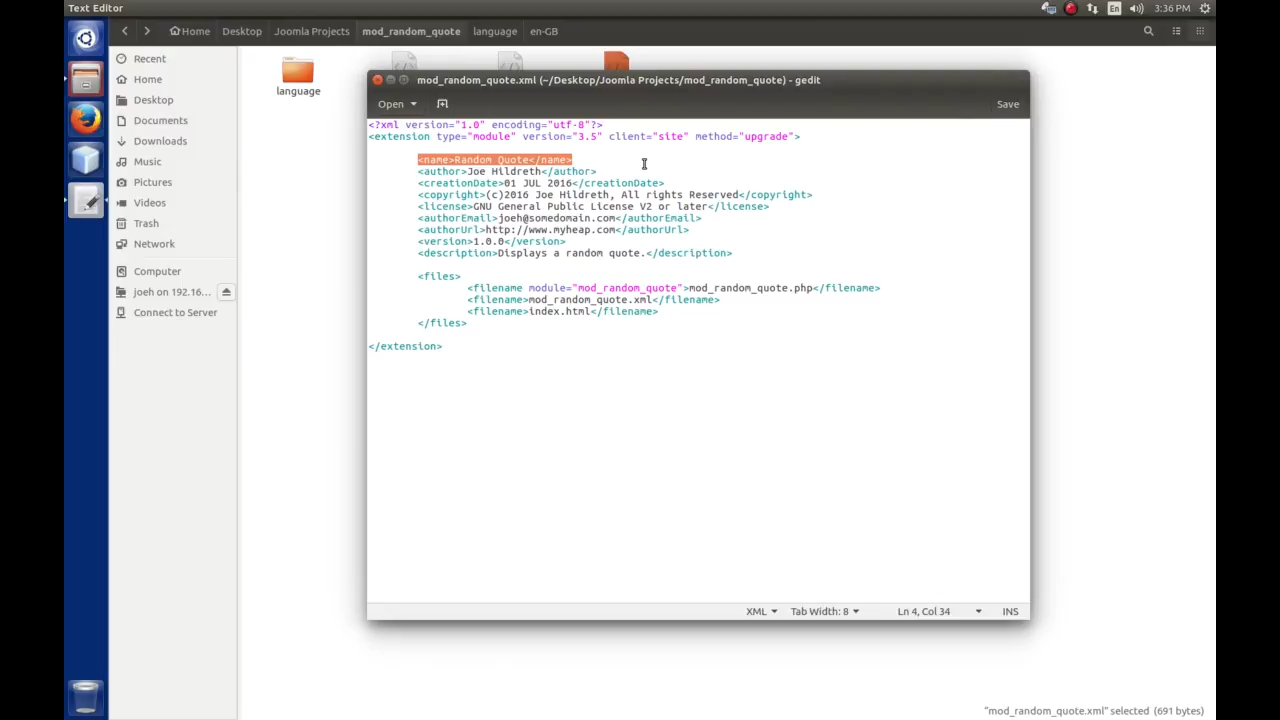 Text Editor
En
3:36 PM
Home
Desktop
Joomla Projects
mod_random_quote
language
en-GB
Recent
Home
Desktop
Documents
Downloads
Music
Pictures
Videos
Trash
Network
Computer
joeh on 192.16...
Connect to Server
language
mod_random_quote.xml (~/Desktop/Joomla Projects/mod_random_quote) - gedit
Open
Save
<?xml version="1.0" encoding="utf-8"?>
<extension type="module" version="3.5" client="site" method="upgrade">
<name>Random Quote</name>
<author>Joe Hildreth</author>
<creationDate>01 JUL 2016</creationDate>
<copyright>(c)2016 Joe Hildreth, All rights Reserved</copyright>
<license>GNU General Public License V2 or later</license>
<authorEmail>joeh@somedomain.com</authorEmail>
<authorUrl>http://www.myheap.com</authorUrl>
<version>1.0.0</version>
<description>Displays a random quote.</description>
<files>
<filename module="mod_random_quote">mod_random_quote.php</filename>
<filename>mod_random_quote.xml</filename>
<filename>index.html</filename>
</files>
</extension>
XML
Tab Width: 8
Ln 4, Col 34
INS
"mod_random_quote.xml" selected (691 bytes)